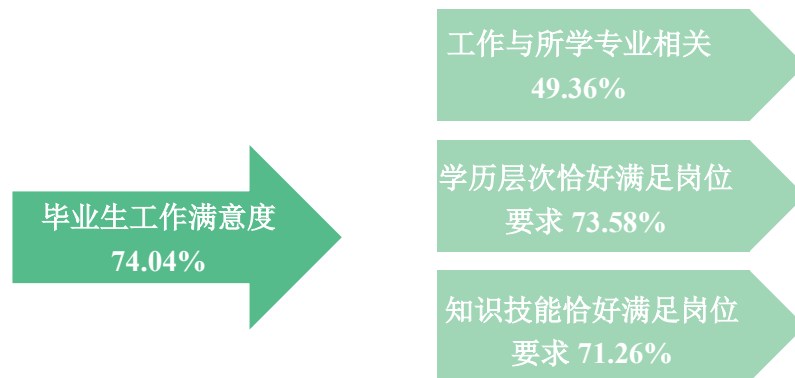 毕业生工作满意度
74.04%
工作与所学专业相关
49.36%
学历层次恰好满足岗位
要求 73.58%
知识技能恰好满足岗位
要求 71.26%